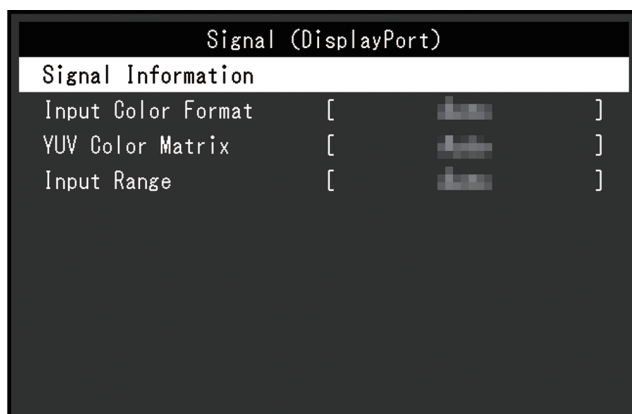 Signal (DisplayPort)
Signal Information
Input Color Format [ ]
YUV Color Matrix [ ]
Input Range [ ]